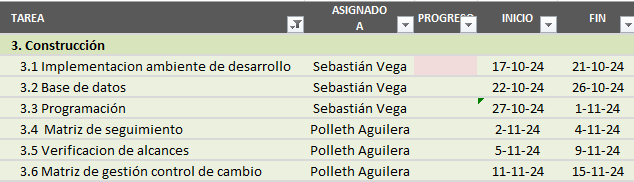 TAREA ASIGNADO A PROGRESO INICIO FIN
3. Construcción
3.1 Implementacion ambiente de desarrollo Sebastián Vega 17-10-24 21-10-24
3.2 Base de datos Sebastián Vega 22-10-24 26-10-24
3.3 Programación Sebastián Vega 27-10-24 1-11-24
3.4 Matriz de seguimiento Polleth Aguilera 2-11-24 4-11-24
3.5 Verificacion de alcances Polleth Aguilera 5-11-24 9-11-24
3.6 Matriz de gestión control de cambio Polleth Aguilera 11-11-24 15-11-24